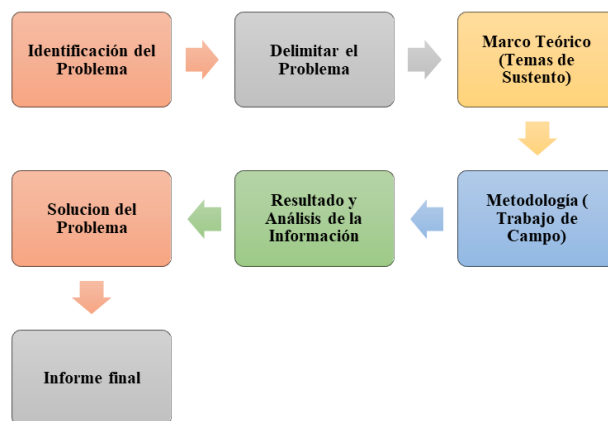 Identificación del
Problema
Delimitar el
Problema
Marco Teórico
(Temas de
Sustento)
Metodología (
Trabajo de
Campo)
Resultado y
Análisis de la
Información
Solucion del
Problema
Informe final